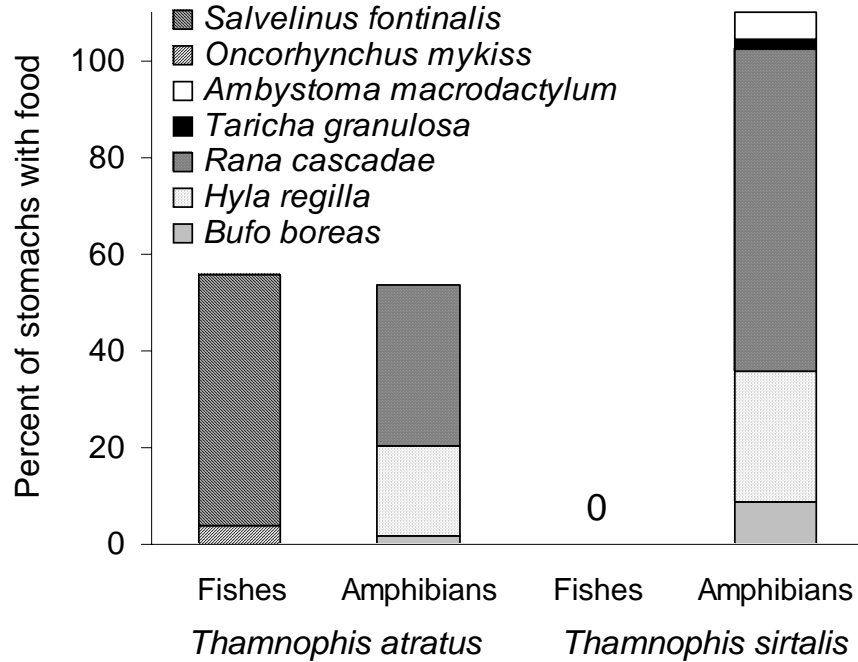 Percent of stomachs with food
100
80
60
40
20
0
Salvelinus fontinalis
Oncorhynchus mykiss
Ambystoma macrodactylum
Taricha granulosa
Rana cascadae
Hyla regilla
Bufo boreas
0
Fishes Amphibians Fishes Amphibians
Thamnophis atratus Thamnophis sirtalis